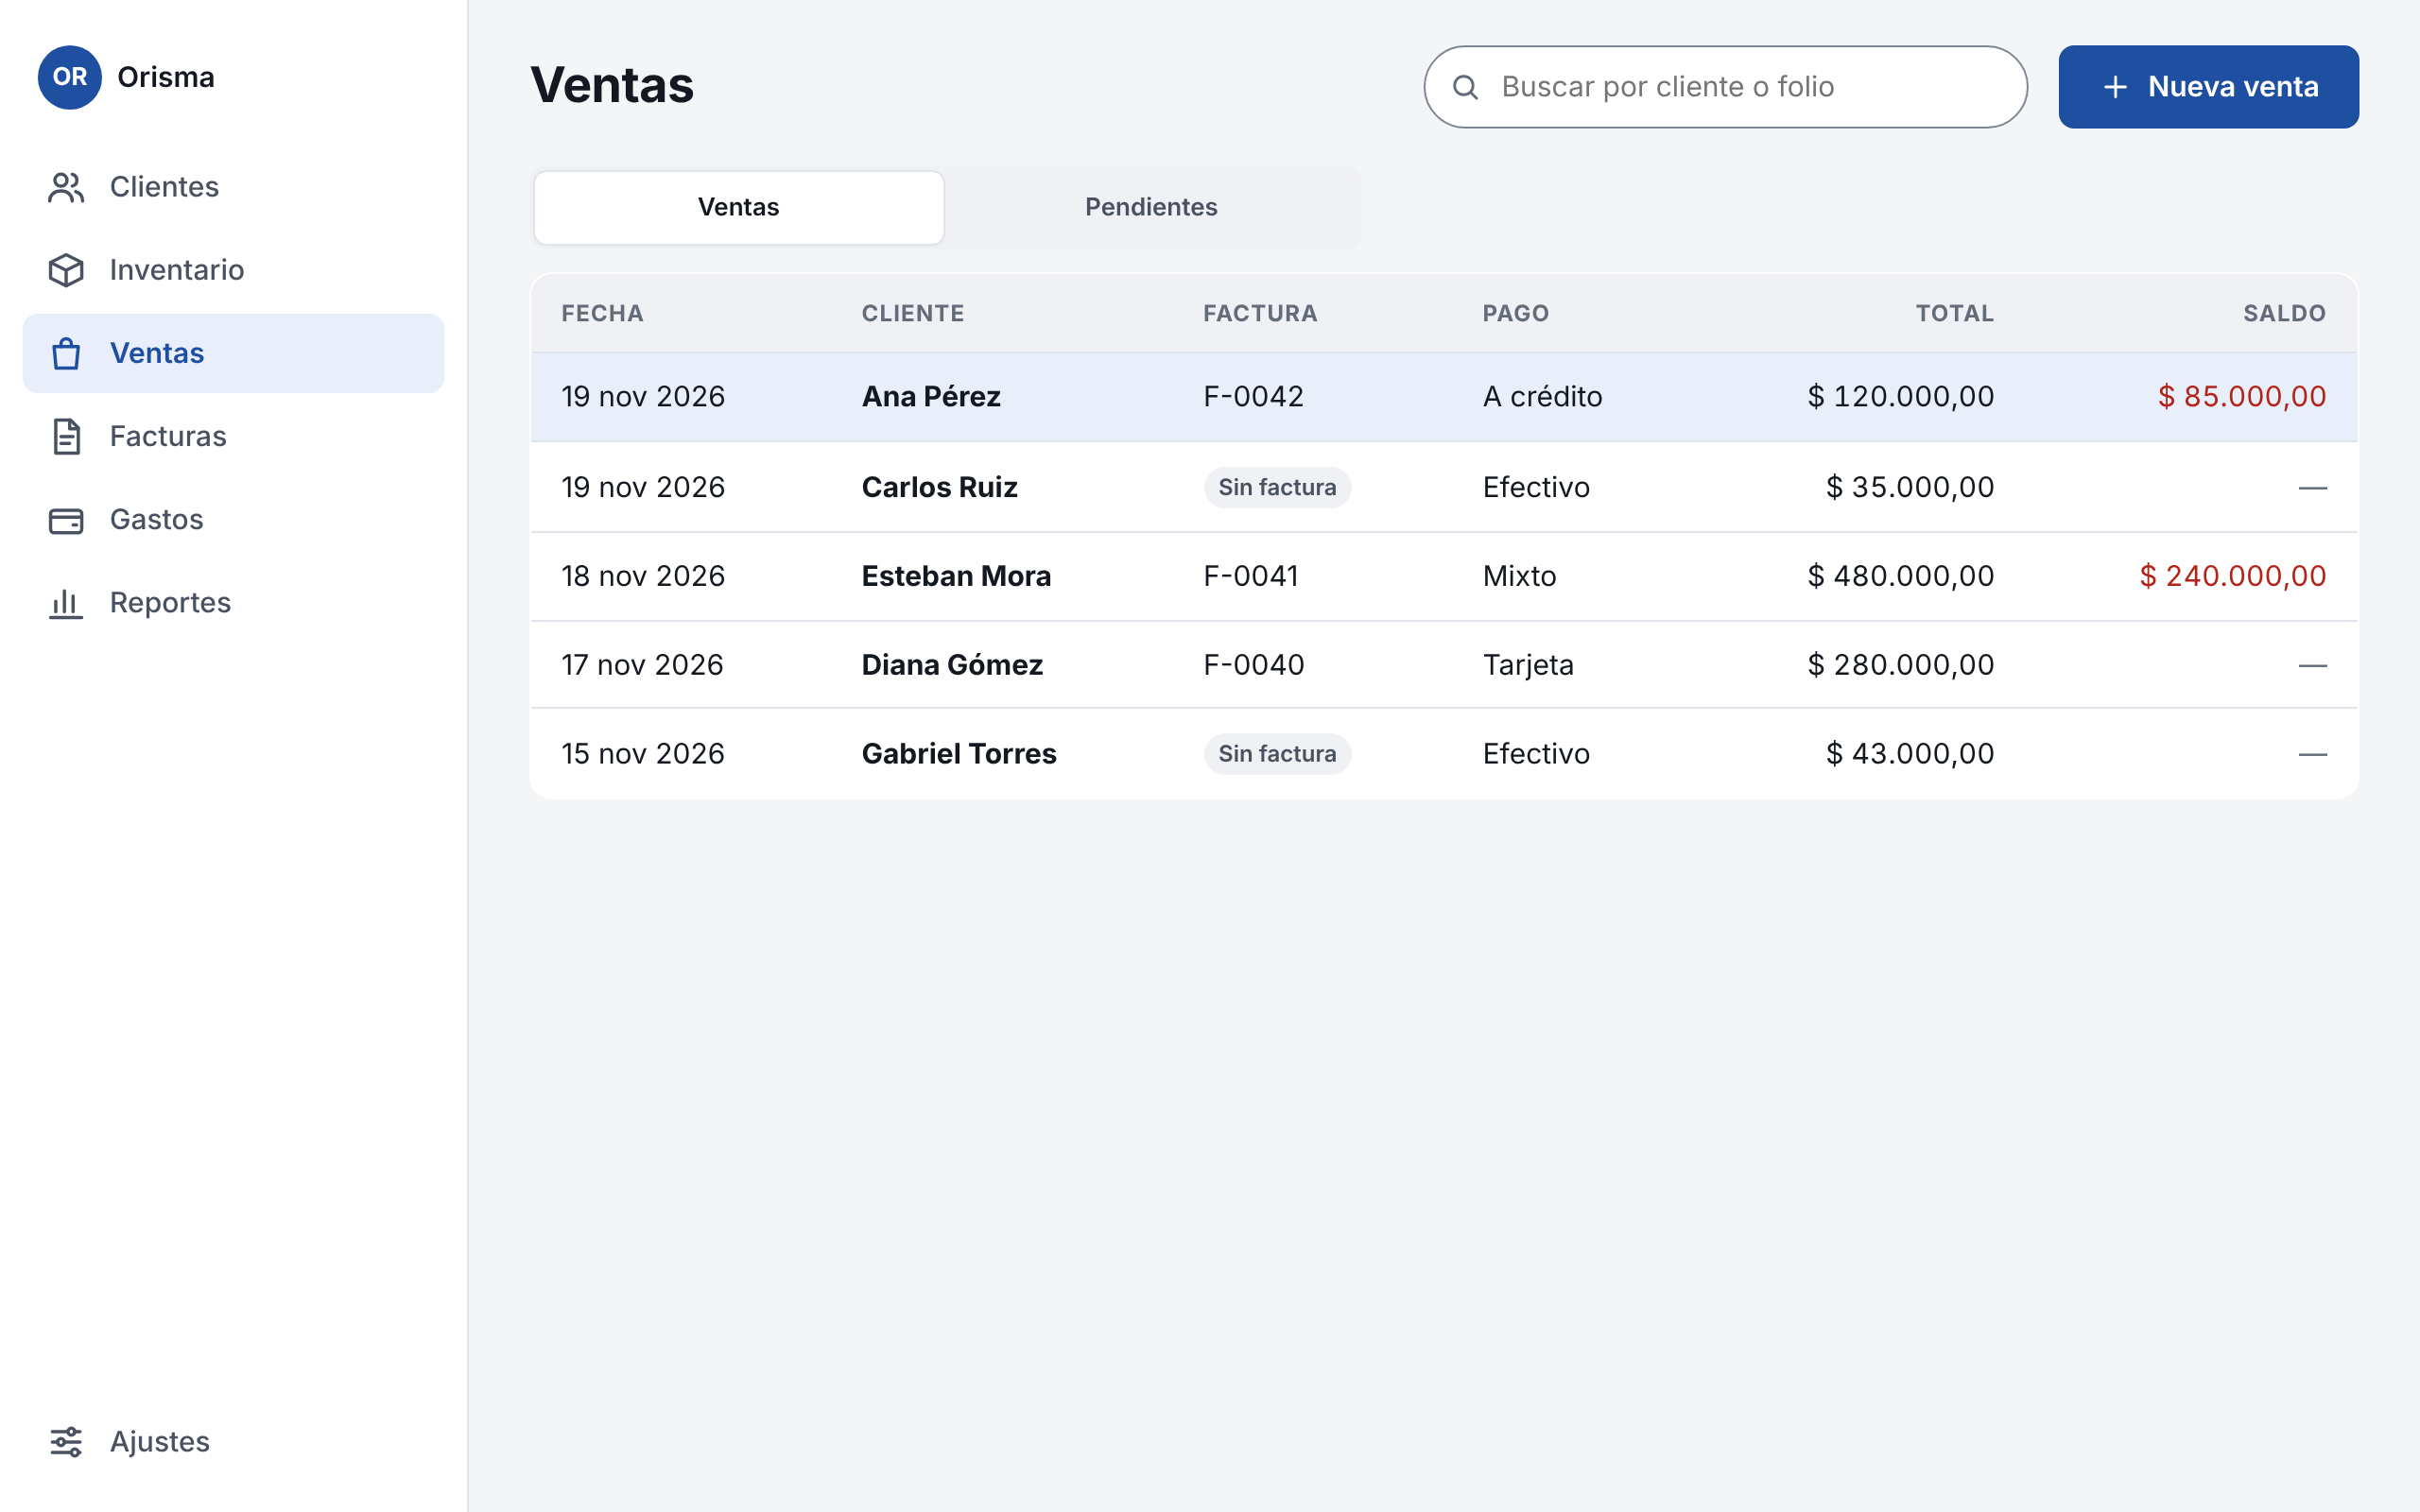 OR Orisma
Clientes
Inventario
Ventas
Facturas
Gastos
Reportes
Ajustes
Ventas
Buscar por cliente o folio
Nueva venta
Ventas Pendientes
FECHA CLIENTE FACTURA PAGO TOTAL SALDO
19 nov 2026 Ana Pérez F-0042 A crédito $ 120.000,00 $ 85.000,00
19 nov 2026 Carlos Ruiz Sin factura Efectivo $ 35.000,00 —
18 nov 2026 Esteban Mora F-0041 Mixto $ 480.000,00 $ 240.000,00
17 nov 2026 Diana Gómez F-0040 Tarjeta $ 280.000,00 —
15 nov 2026 Gabriel Torres Sin factura Efectivo $ 43.000,00 —